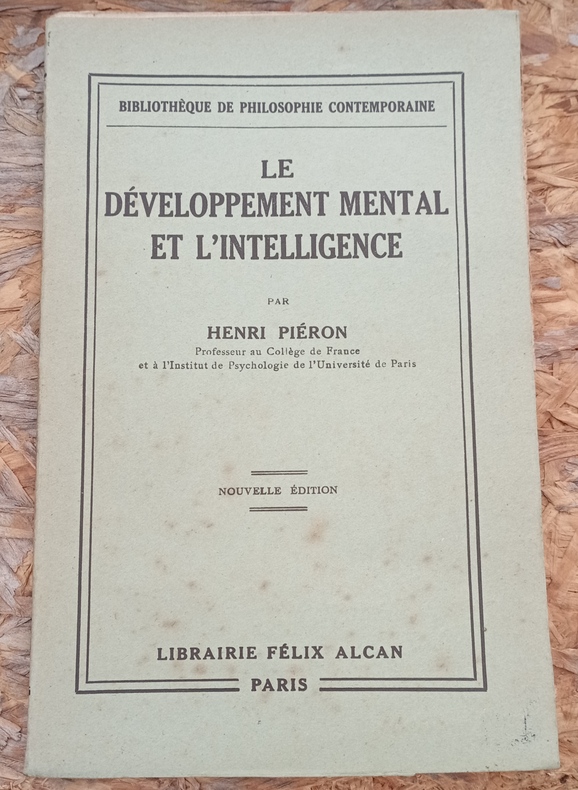 BIBLIOTHÈQUE DE PHILOSOPHIE CONTEMPORAINE
LE
DÉVELOPPEMENT MENTAL
ET L'INTELLIGENCE
PAR
HENRI PIÉRON
Professeur au Collège de France
et à l'Institut de Psychologie de l'Université de Paris
NOUVELLE ÉDITION
LIBRAIRIE FÉLIX ALCAN
PARIS